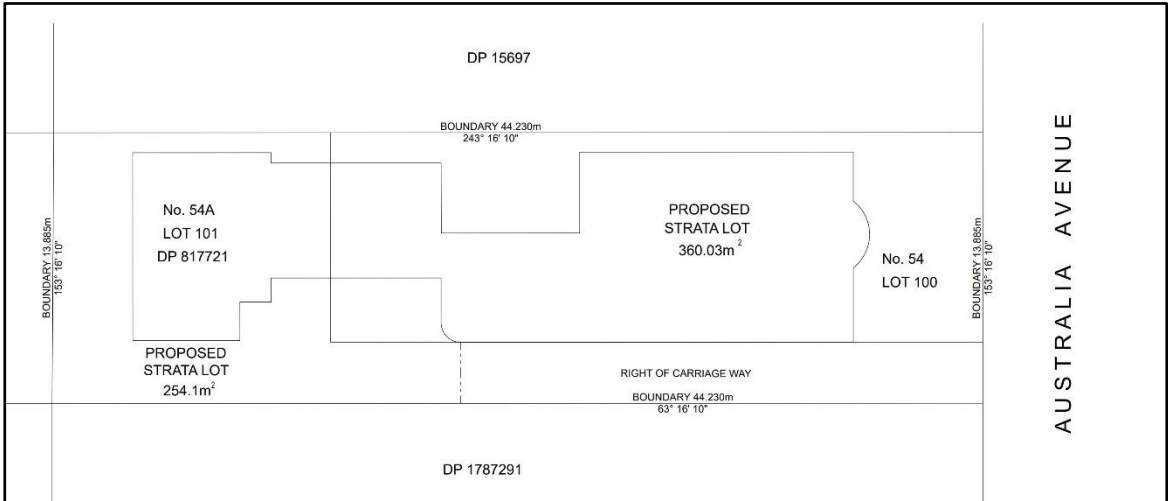 DP 15697
BOUNDARY 44.230m
243° 16' 10"
BOUNDARY 13.885m
153° 16' 10"
No. 54A
LOT 101
DP 817721
PROPOSED
STRATA LOT
254.1m²
PROPOSED
STRATA LOT
360.03m²
No. 54
LOT 100
BOUNDARY 13.885m
153° 16' 10"
AUSTRALIA AVENUE
RIGHT OF CARRIAGE WAY
BOUNDARY 44.230m
63° 16' 10"
DP 1787291